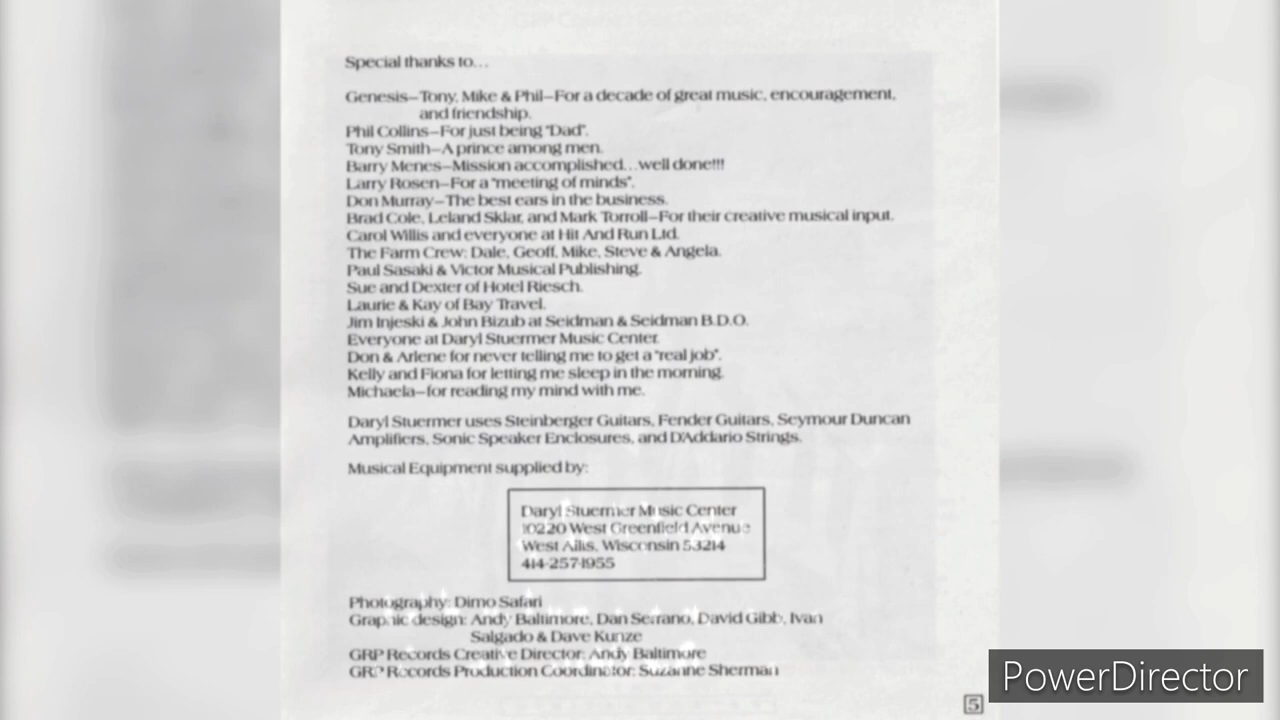 Special thanks to...
Genesis—Tony, Mike & Phil—For a decade of great music, encouragement,
and friendship.
Phil Collins—For just being "Dad".
Tony Smith—A prince among men.
Barry Menes—Mission accomplished...well done!!!
Larry Rosen—For a "meeting of minds".
Don Murray—The best ears in the business.
Brad Cole, Leland Sklar, and Mark Torroll—For their creative musical input.
Carol Willis and everyone at Hit And Run Ltd.
The Farm Crew: Dale, Geoff, Mike, Steve & Angela.
Paul Sasaki & Victor Musical Publishing.
Sue and Dexter of Hotel Riesch.
Laurie & Kay of Bay Travel.
Jim Injeski & John Bizub at Seidman & Seidman B.D.O.
Everyone at Daryl Stuermer Music Center.
Don & Arlene for never telling me to get a "real job".
Kelly and Fiona for letting me sleep in the morning.
Michaela—for reading my mind with me.
Daryl Stuermer uses Steinberger Guitars, Fender Guitars, Seymour Duncan
Amplifiers, Sonic Speaker Enclosures, and D'Addario Strings.
Musical Equipment supplied by:
Daryl Stuermer Music Center
10220 West Greenfield Avenue
West Allis, Wisconsin 53214
414-257-1955
Photography: Dimo Safari
Graphic design: Andy Baltimore, Dan Serrano, David Gibb, Ivan
Salgado & Dave Kunze
GRP Records Creative Director: Andy Baltimore
GRP Records Production Coordinator: Suzanne Sherman
5
PowerDirector